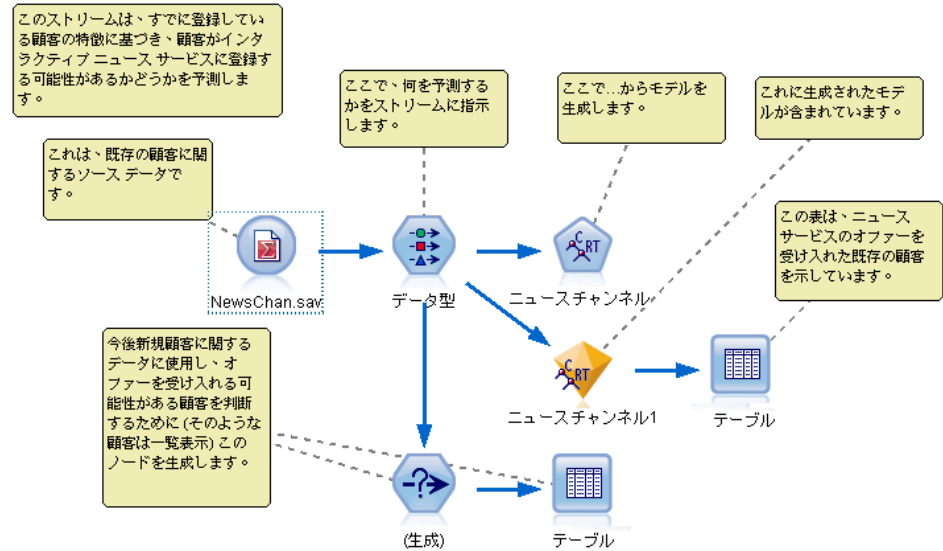 このストリームは、すでに登録してい
る顧客の特徴に基づき、顧客がインタ
ラクティブ ニュース サービスに登録する
可能性があるかどうかを予測しま
す。
ここで、何を予測する
かをストリームに指示
します。
ここで...からモデルを
生成します。
これに生成されたモデ
ルが含まれています。
これは、既存の顧客に関
するソース データで
す。
この表は、ニュース
サービスのオファーを
受け入れた既存の顧客
を示しています。
NewsChan.sav
データ型
ニュースチャンネル
C
RT
今後新規顧客に関する
データに使用し、オ
ファーを受け入れる可
能性がある顧客を判断
するために (そのような
顧客は一覧表示) この
ノードを生成します。
C
RT
ニュースチャンネル1
テーブル
(生成)
テーブル